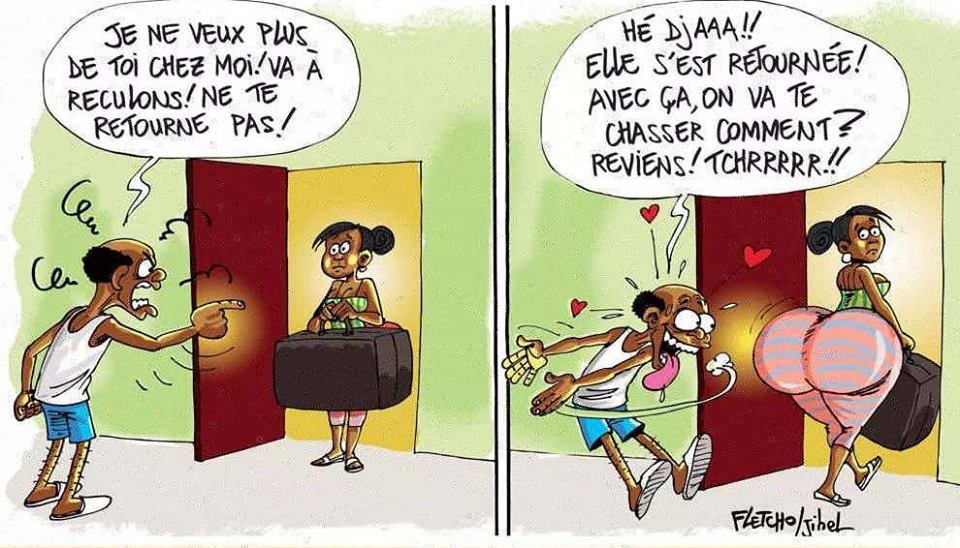 JE NE VEUX PLUS
DE TOI CHEZ MOI! VA À
RECULONS! NE TE
RETOURNE PAS!
HÉ DjAAA!!
ELLE S'EST RETOURNÉE!
AVEC ÇA, ON VA TE
CHASSER COMMENT?
REVIENS! TCHRRRRR!!
FLETCHO/JiHEL